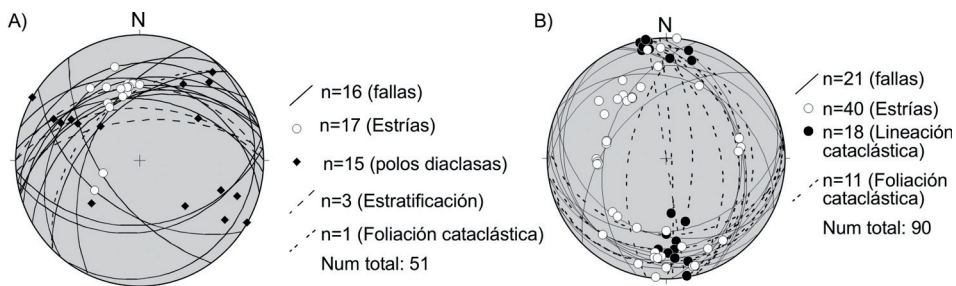 A)
N
n=16 (fallas)
n=17 (Estrías)
n=15 (polos diaclasas)
n=3 (Estratificación)
n=1 (Foliación cataclástica)
Num total: 51
B)
N
n=21 (fallas)
n=40 (Estrías)
n=18 (Lineación
cataclástica)
n=11 (Foliación
cataclástica)
Num total: 90